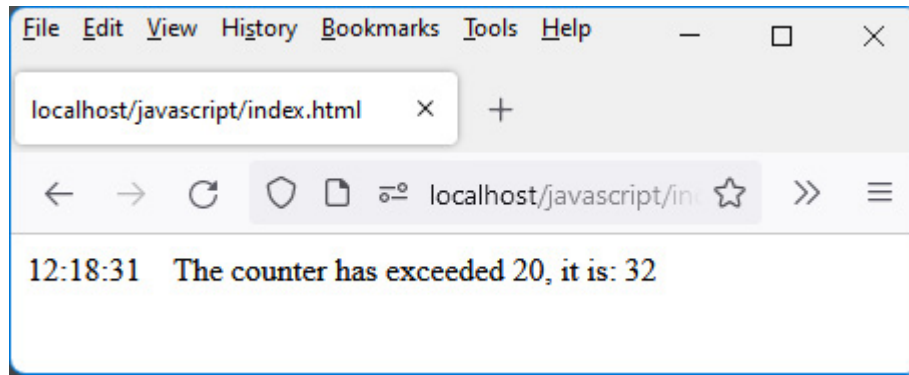 File Edit View History Bookmarks Tools Help
localhost/javascript/index.html
localhost/javascript/in
12:18:31 The counter has exceeded 20, it is: 32